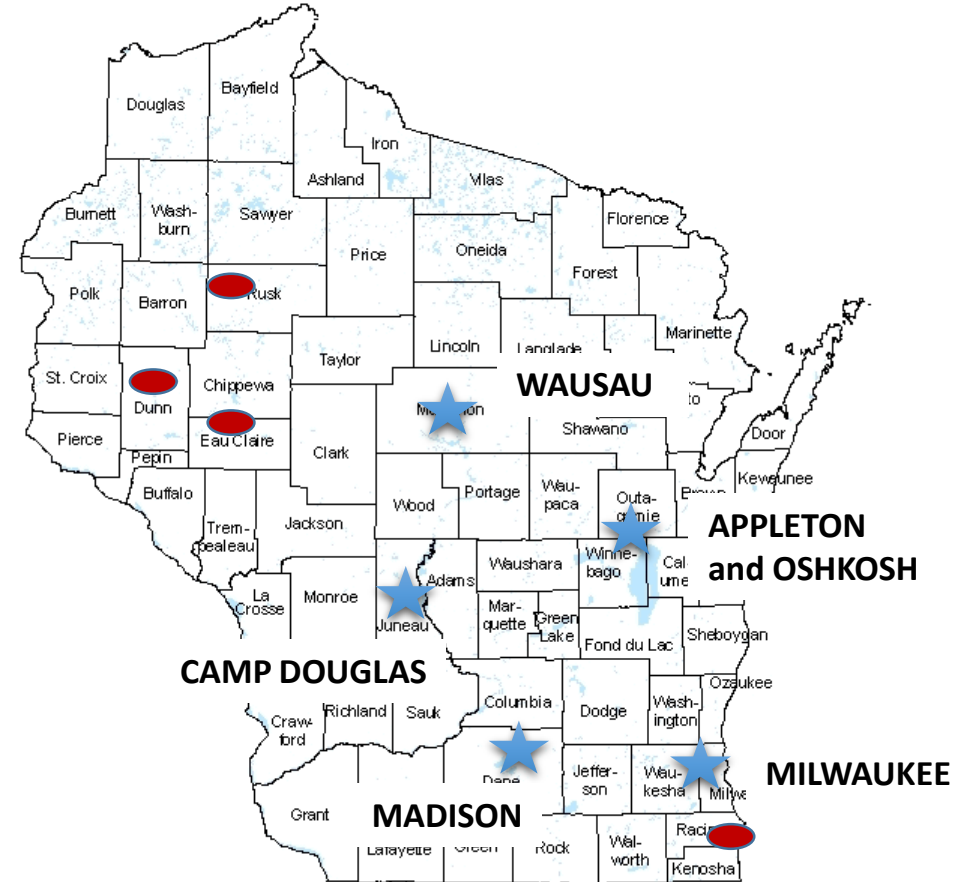 Bayfield
Douglas
Iron
Ashland
Vilas
Burnett
Wash-
burn
Sawyer
Florence
Price
Oneida
Forest
Polk
Barron
Rusk
Marinette
Lincoln
Langlade
Taylor
St. Croix
Chippewa
WAUSAU
Dunn
Shawano
Door
Pierce
Eau Claire
Clark
Pepin
Kewaunee
Buffalo
Wood
Portage
Wau-
paca
Outa-
gamie
Brown
Trem-
pealeau
Jackson
APPLETON
and OSHKOSH
Winne-
bago
Cal
ume
Waushara
Adams
La
Crosse
Monroe
Juneau
Mar-
quette
Green
Lake
Fond du Lac
Sheboygan
CAMP DOUGLAS
Ozaukee
Columbia
Dodge
Wash-
ington
Richland
Sauk
Craw-
ford
Dane
Jeffer-
son
Wau-
kesha
Milwa
MILWAUKEE
Grant
MADISON
Lafayette
Green
Rock
Wal-
worth
Kenosha